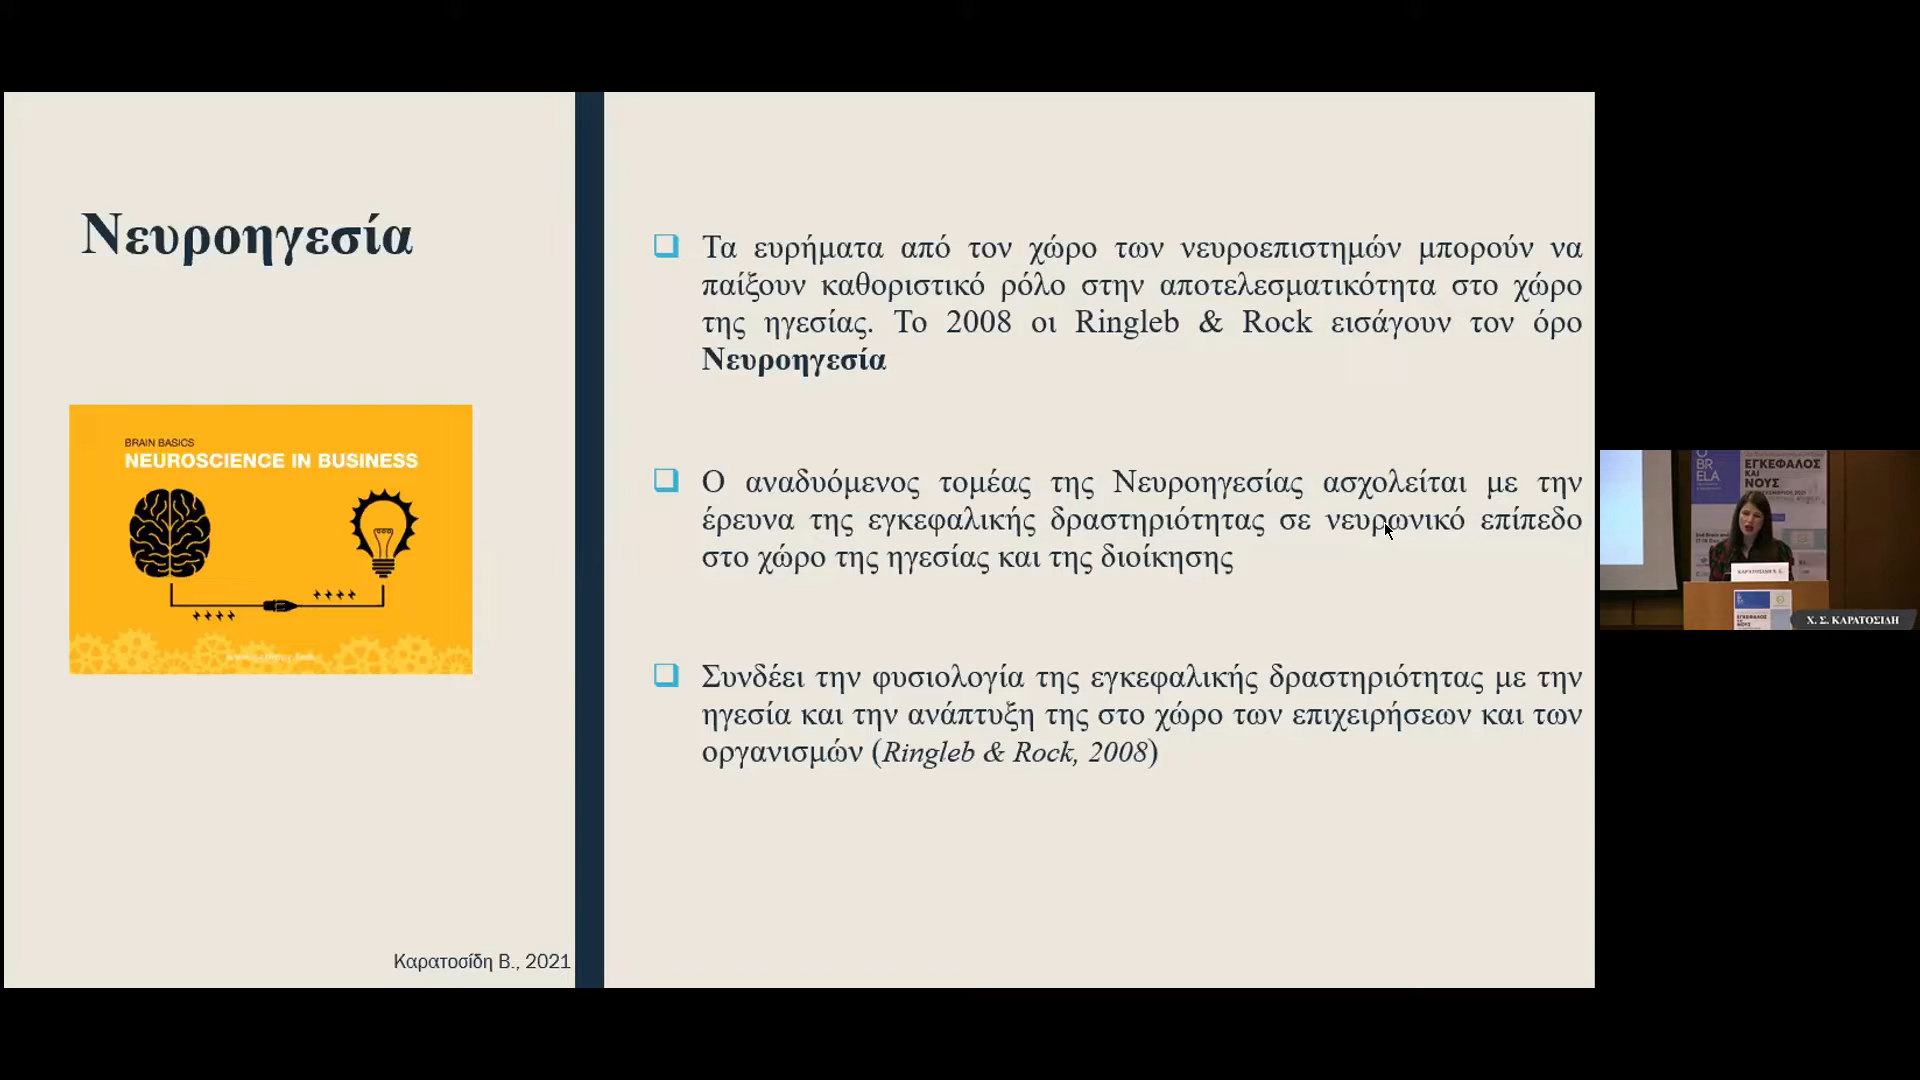 Νευροηγεσία
BRAIN BASICS
NEUROSCIENCE IN BUSINESS
Καρατοσίδη Β., 2021
Τα ευρήματα από τον χώρο των νευροεπιστημών μπορούν να
παίξουν καθοριστικό ρόλο στην αποτελεσματικότητα στο χώρο
της ηγεσίας. Το 2008 οι Ringleb & Rock εισάγουν τον όρο
Νευροηγεσία
Ο αναδυόμενος τομέας της Νευροηγεσίας ασχολείται με την
έρευνα της εγκεφαλικής δραστηριότητας σε νευρωνικό επίπεδο
στο χώρο της ηγεσίας και της διοίκησης
Συνδέει την φυσιολογία της εγκεφαλικής δραστηριότητας με την
ηγεσία και την ανάπτυξη της στο χώρο των επιχειρήσεων και των
οργανισμών (Ringleb & Rock, 2008)
BR
ELA
ΕΓΚΕΦΑΛΟΣ
ΚΑΙ
ΝΟΥΣ
ΕΓΚΕΦΑΛΟΣ
ΝΟΥΣ
Χ. Σ. ΚΑΡΑΤΟΣΙΔΗ